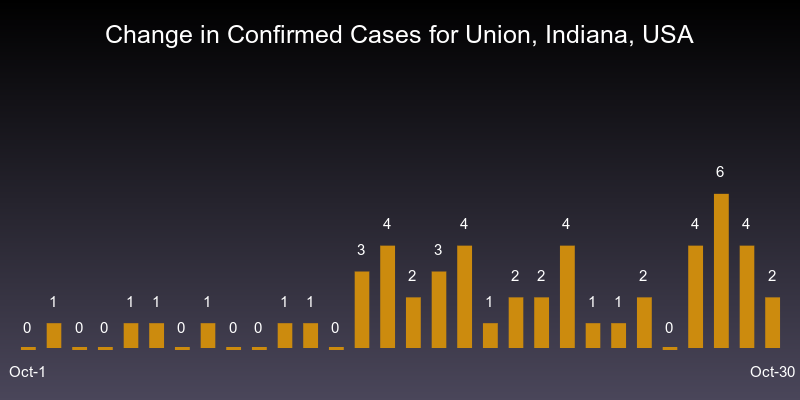 Change in Confirmed Cases for Union, Indiana, USA
6
4 4 4 4 4
3 3
2 2 2 2 2
1 1 1 1 1 1 1 1 1
0 0 0 0 0 0 0 0 0
Oct-1 Oct-30